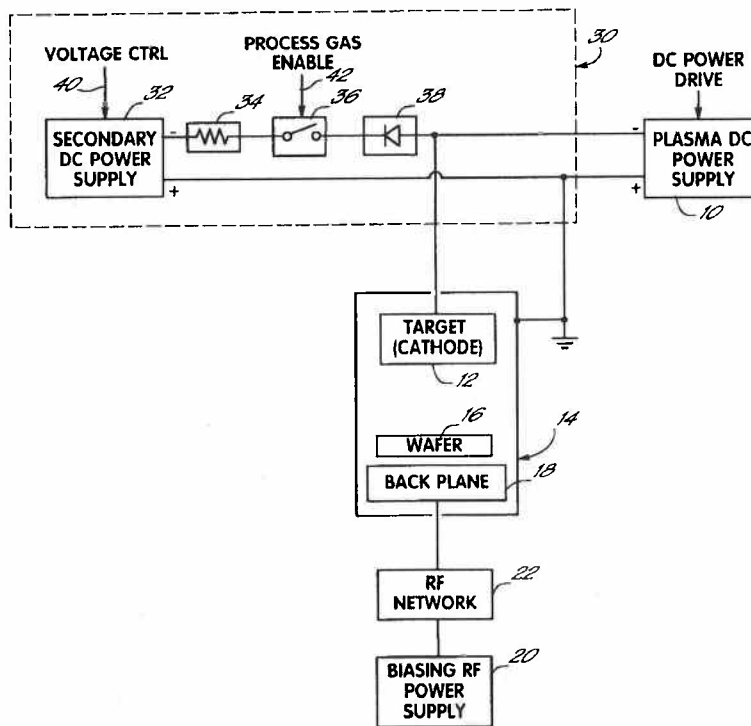 VOLTAGE CTRL
40
32
PROCESS GAS
ENABLE
42
34
36
38
30
DC POWER
DRIVE
SECONDARY
DC POWER
SUPPLY
-
+
-
+
PLASMA DC
POWER
SUPPLY
10
TARGET
(CATHODE)
12
16
WAFER
14
BACK PLANE
18
RF
NETWORK
22
BIASING RF
POWER
SUPPLY
20